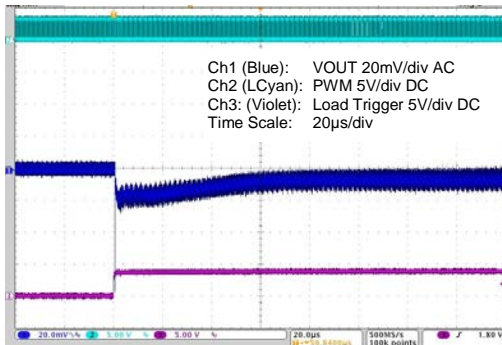 Ch1 (Blue): VOUT 20mV/div AC
Ch2 (LCyan): PWM 5V/div DC
Ch3: (Violet): Load Trigger 5V/div DC
Time Scale: 20µs/div
20.0mV 2 5.00 V 5.00 V 20.0µs 500MS/s 1.80 V
100k points